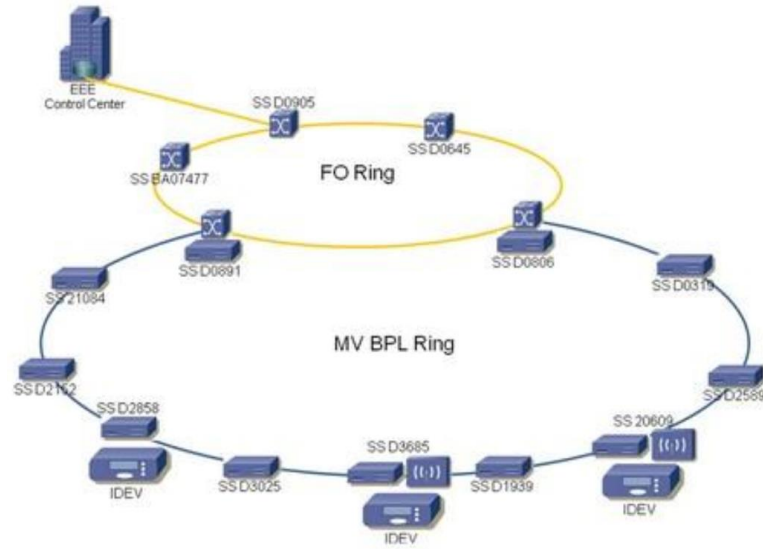 EEE
Control Center
SS D0905
SS D0645
SS BA07477
FO Ring
SS D0891
SS D0806
SS 21084
SS D0319
MV BPL Ring
SS D2152
SS D2589
SS D2858
SS 20609
SS D3685
SS D3025
SS D1939
IDEV
IDEV
IDEV